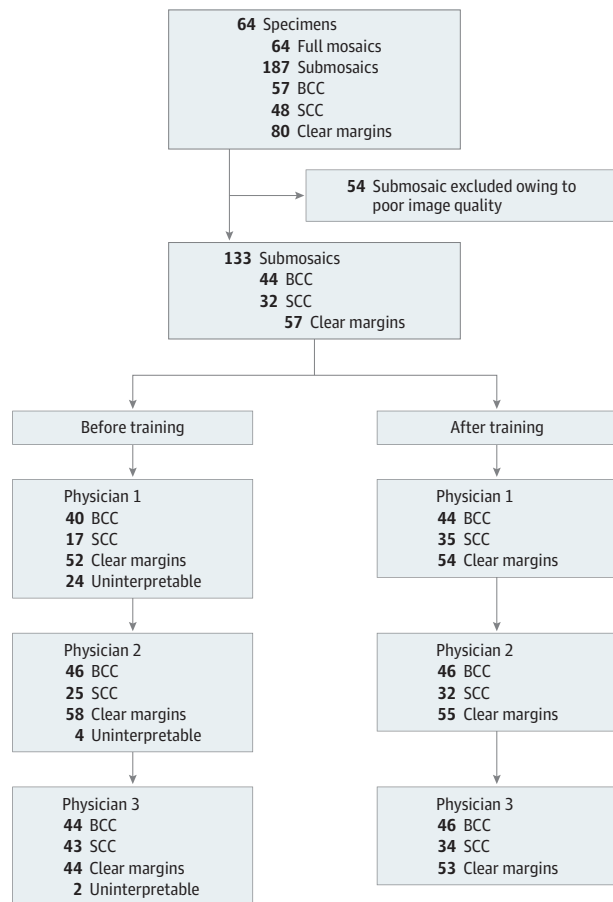 64 Specimens
64 Full mosaics
187 Submosaics
57 BCC
48 SCC
80 Clear margins
54 Submosaic excluded owing to
poor image quality
133 Submosaics
44 BCC
32 SCC
57 Clear margins
Before training
After training
Physician 1
40 BCC
17 SCC
52 Clear margins
24 Uninterpretable
Physician 1
44 BCC
35 SCC
54 Clear margins
Physician 2
46 BCC
25 SCC
58 Clear margins
4 Uninterpretable
Physician 2
46 BCC
32 SCC
55 Clear margins
Physician 3
44 BCC
43 SCC
44 Clear margins
2 Uninterpretable
Physician 3
46 BCC
34 SCC
53 Clear margins